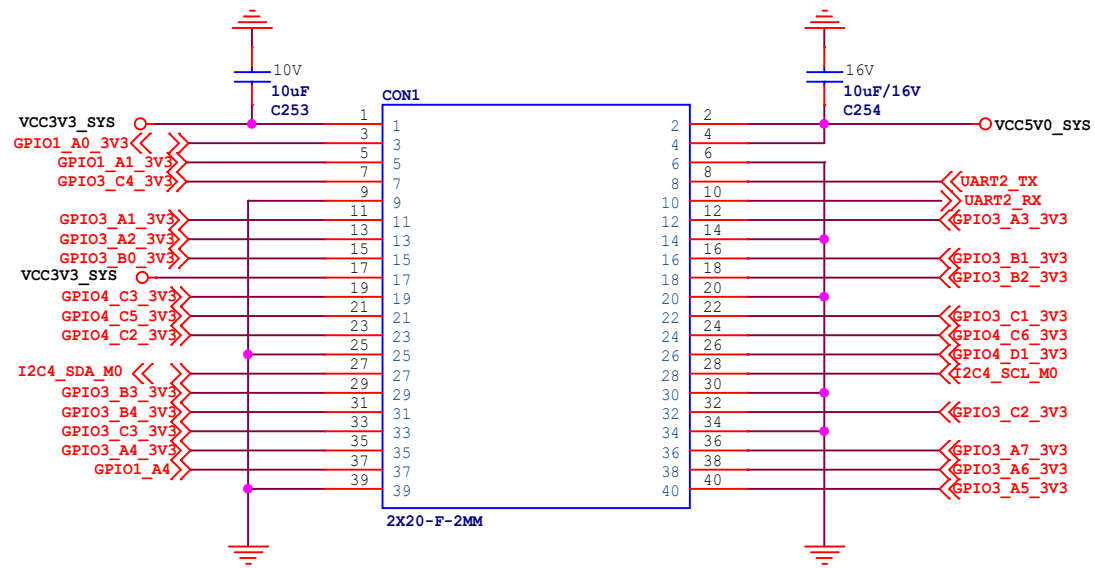 10V
10uF
C253
16V
10uF/16V
C254
CON1
VCC3V3_SYS 1 1 2 2 VCC5V0_SYS
GPIO1_A0_3V3 3 3 4 4
GPIO1_A1_3V3 5 5 6 6
GPIO3_C4_3V3 7 7 8 8 UART2_TX
9 9 10 10 UART2_RX
GPIO3_A1_3V3 11 11 12 12 GPIO3_A3_3V3
GPIO3_A2_3V3 13 13 14 14
GPIO3_B0_3V3 15 15 16 16 GPIO3_B1_3V3
VCC3V3_SYS 17 17 18 18 GPIO3_B2_3V3
GPIO4_C3_3V3 19 19 20 20
GPIO4_C5_3V3 21 21 22 22 GPIO3_C1_3V3
GPIO4_C2_3V3 23 23 24 24 GPIO4_C6_3V3
25 25 26 26 GPIO4_D1_3V3
I2C4_SDA_M0 27 27 28 28 I2C4_SCL_M0
GPIO3_B3_3V3 29 29 30 30
GPIO3_B4_3V3 31 31 32 32 GPIO3_C2_3V3
GPIO3_C3_3V3 33 33 34 34
GPIO3_A4_3V3 35 35 36 36 GPIO3_A7_3V3
GPIO1_A4 37 37 38 38 GPIO3_A6_3V3
39 39 40 40 GPIO3_A5_3V3
2X20-F-2MM